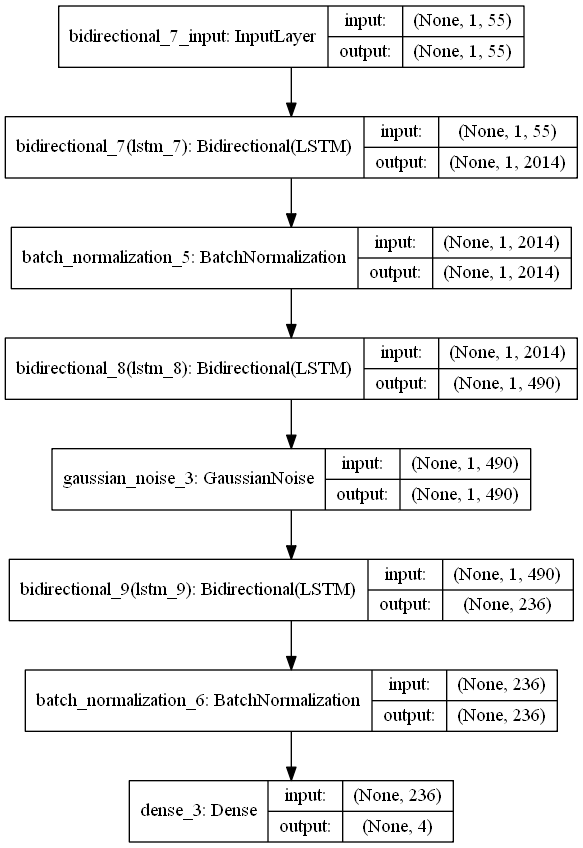 bidirectional_7_input: InputLayer
input: (None, 1, 55)
output: (None, 1, 55)
bidirectional_7(lstm_7): Bidirectional(LSTM)
input: (None, 1, 55)
output: (None, 1, 2014)
batch_normalization_5: BatchNormalization
input: (None, 1, 2014)
output: (None, 1, 2014)
bidirectional_8(lstm_8): Bidirectional(LSTM)
input: (None, 1, 2014)
output: (None, 1, 490)
gaussian_noise_3: GaussianNoise
input: (None, 1, 490)
output: (None, 1, 490)
bidirectional_9(lstm_9): Bidirectional(LSTM)
input: (None, 1, 490)
output: (None, 236)
batch_normalization_6: BatchNormalization
input: (None, 236)
output: (None, 236)
dense_3: Dense
input: (None, 236)
output: (None, 4)